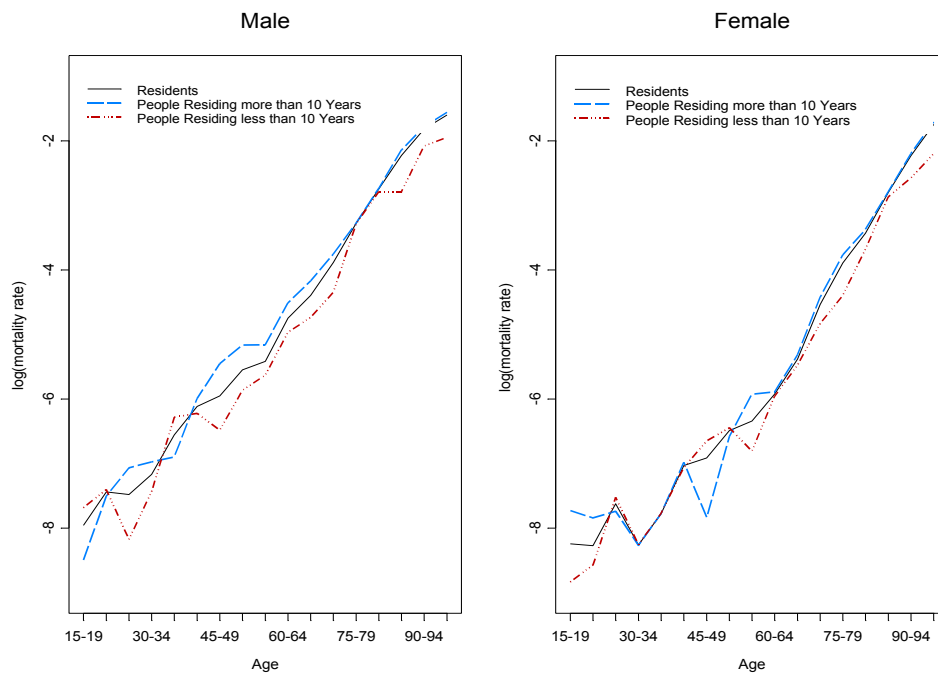 Male
Residents
People Residing more than 10 Years
People Residing less than 10 Years
log(mortality rate)
-2
-4
-6
-8
15-19 30-34 45-49 60-64 75-79 90-94
Age
Female
Residents
People Residing more than 10 Years
People Residing less than 10 Years
log(mortality rate)
-2
-4
-6
-8
15-19 30-34 45-49 60-64 75-79 90-94
Age